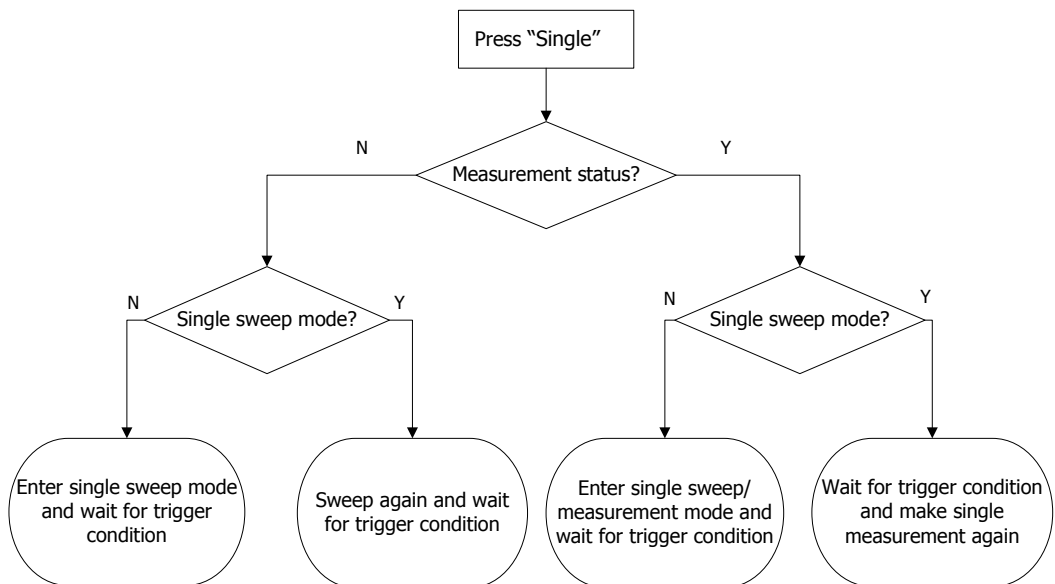 Press “Single”
N
Y
Measurement status?
N
Y
Single sweep mode?
N
Y
Single sweep mode?
Enter single sweep mode
and wait for trigger
condition
Sweep again and wait
for trigger condition
Enter single sweep/
measurement mode and
wait for trigger condition
Wait for trigger condition
and make single
measurement again